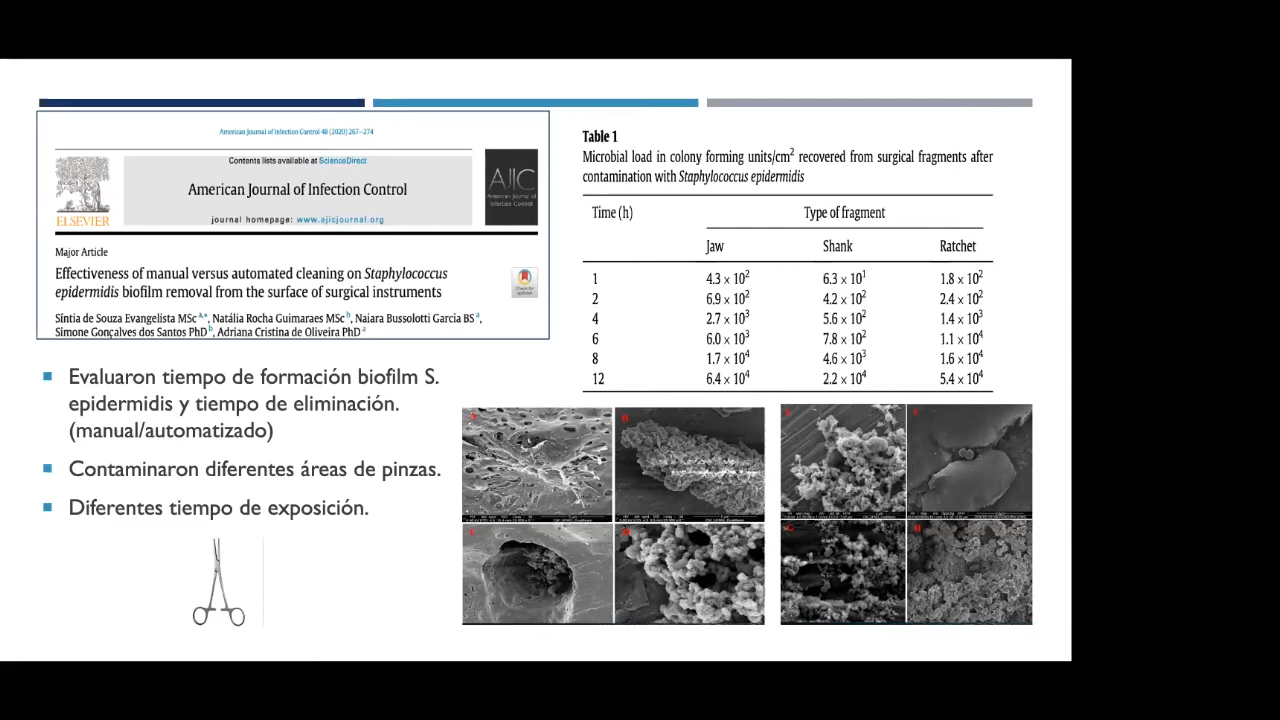 American Journal of Infection Control 48 (2020) 267–274
Contents lists available at ScienceDirect
American Journal of Infection Control
journal homepage: www.ajicjournal.org
ELSEVIER
AJIC
American Journal of
Infection Control
Major Article
Effectiveness of manual versus automated cleaning on Staphylococcus
epidermidis biofilm removal from the surface of surgical instruments
Check for
updates
Síntia de Souza Evangelista MSc a,*, Natália Rocha Guimaraes MSc b, Naiara Bussolotti Garcia BS a,
Simone Gonçalves dos Santos PhD b, Adriana Cristina de Oliveira PhD a
Evaluaron tiempo de formación biofilm S.
epidermidis y tiempo de eliminación.
(manual/automatizado)
Contaminaron diferentes áreas de pinzas.
Diferentes tiempo de exposición.
Table 1
Microbial load in colony forming units/cm² recovered from surgical fragments after
contamination with Staphylococcus epidermidis
Time (h) Type of fragment
Jaw Shank Ratchet
1 4.3 × 10² 6.3 × 10¹ 1.8 × 10²
2 6.9 × 10² 4.2 × 10² 2.4 × 10²
4 2.7 × 10³ 5.6 × 10² 1.4 × 10³
6 6.0 × 10³ 7.8 × 10² 1.1 × 10⁴
8 1.7 × 10⁴ 4.6 × 10³ 1.6 × 10⁴
12 6.4 × 10⁴ 2.2 × 10⁴ 5.4 × 10⁴